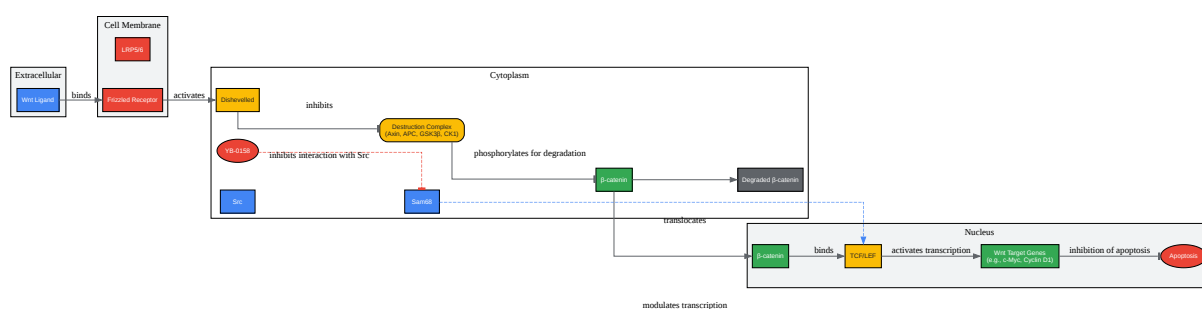 Cell Membrane
LRP5/6
Extracellular
Wnt Ligand
binds
Frizzled Receptor
activates
Cytoplasm
Dishevelled
inhibits
Destruction Complex
(Axin, APC, GSK3β, CK1)
YB-0158
inhibits interaction with Src
phosphorylates for degradation
β-catenin
Degraded β-catenin
Src
Sam68
translocates
Nucleus
β-catenin
binds
TCF/LEF
activates transcription
Wnt Target Genes
(e.g., c-Myc, Cyclin D1)
inhibition of apoptosis
Apoptosis
modulates transcription